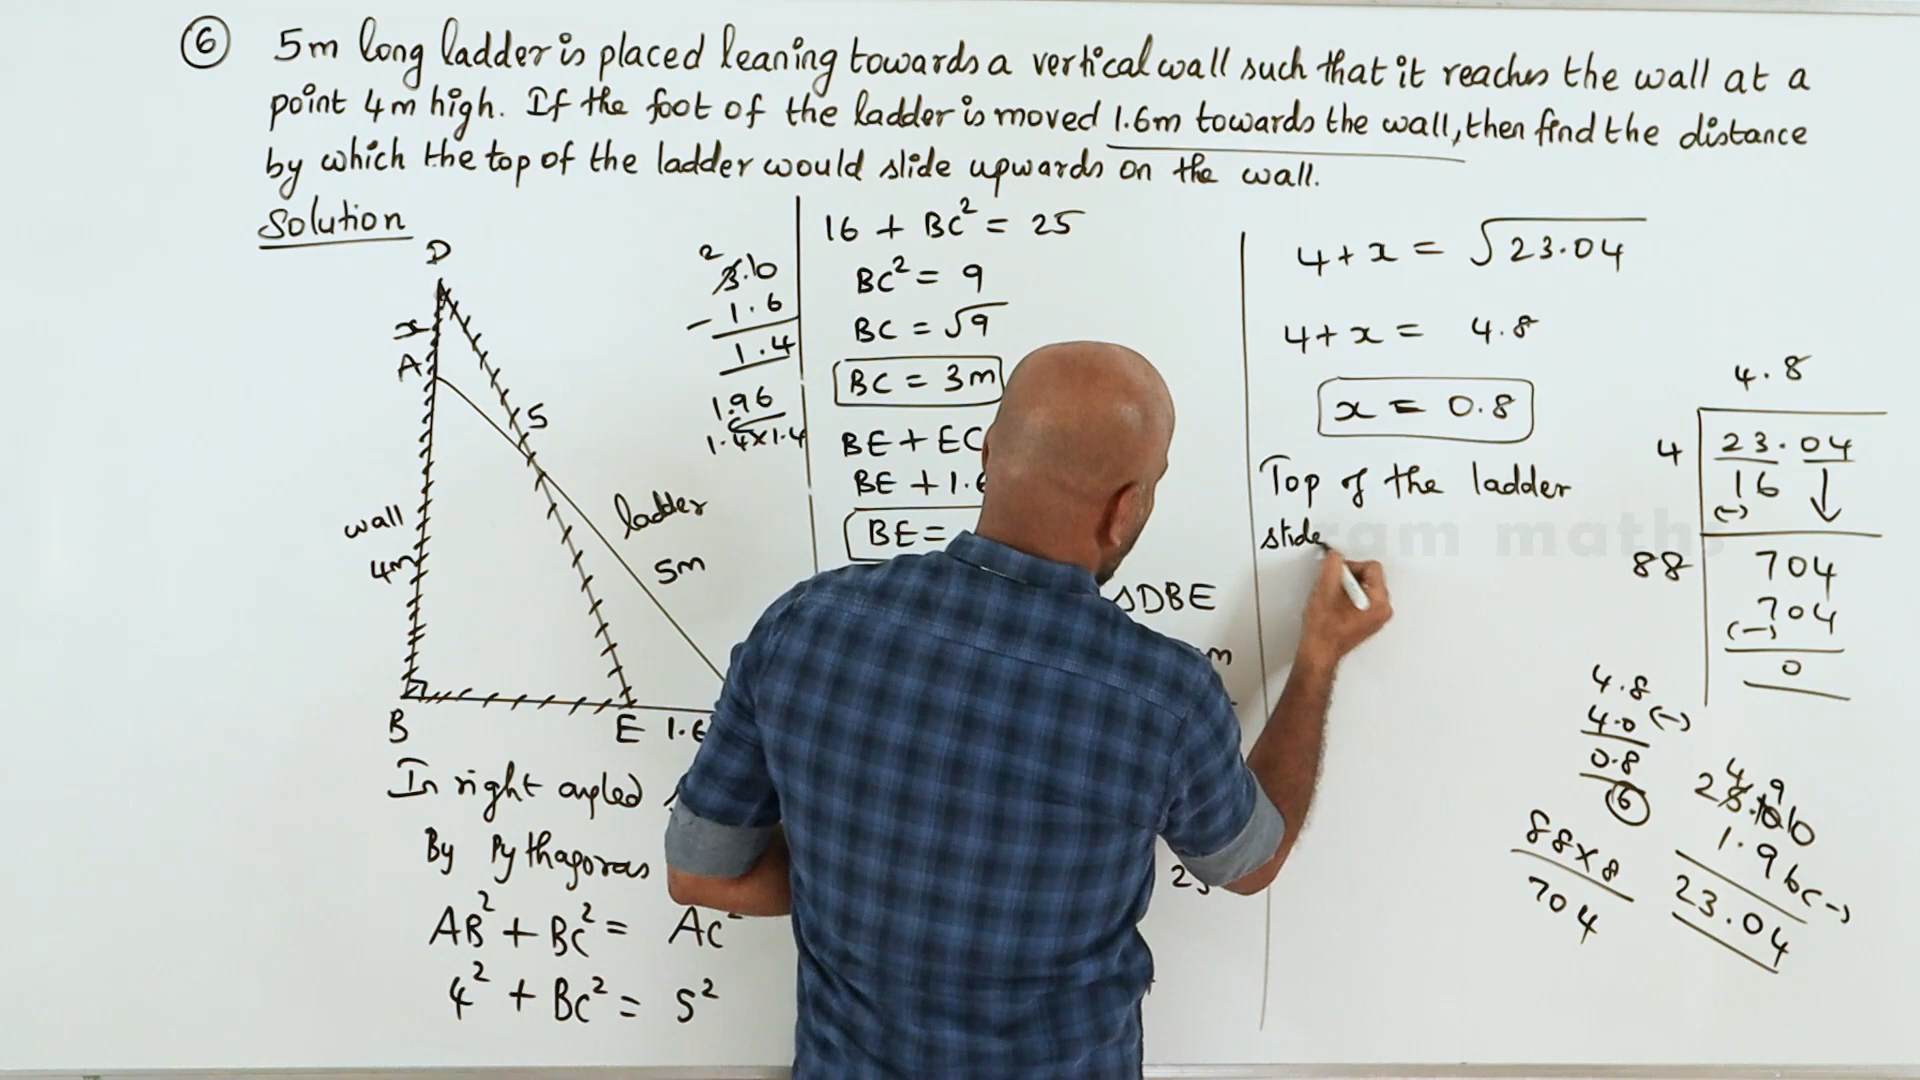 6 5m long ladder is placed leaning towards a vertical wall such that it reaches the wall at a
point 4m high. If the foot of the ladder is moved 1.6m towards the wall, then find the distance
by which the top of the ladder would slide upwards on the wall.
Solution
D
x
A
S
wall
4m
ladder
5m
B
E
In right angled
By Pythagoras
AB² + BC² = AC²
4² + BC² = 5²
2
3.10
- 1.6
1.4
1.96
1.4×1.4
16 + BC² = 25
BC² = 9
BC = √9
BC = 3m
BE + EC
BE + 1.6
BE =
DBE
4 + x = √23.04
4 + x = 4.8
x = 0.8
Top of the ladder
slide
ram maths
4.8
4 23.04
16
(-)
88 704
(-) 704
0
4.8
4.0 (-)
0.8
6
88×8
704
4 9
1.96 (-)
23.04